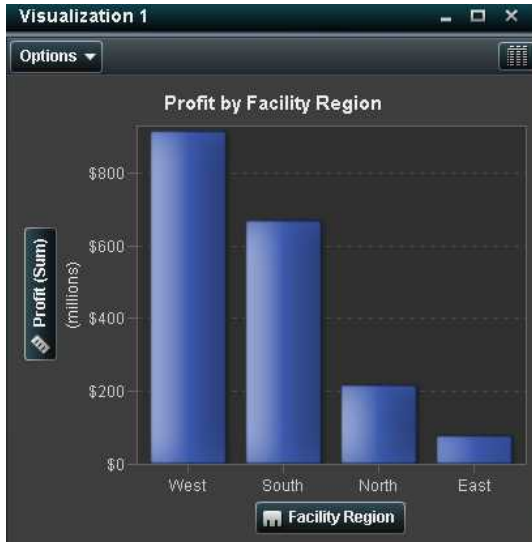 Visualization 1
Options
Profit by Facility Region
$800
$600
$400
$200
$0
Profit (Sum)
(millions)
West South North East
Facility Region